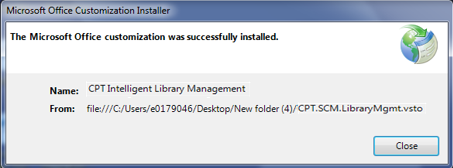 Microsoft Office Customization Installer
The Microsoft Office customization was successfully installed.
Name: CPT Intelligent Library Management
From: file:///C:/Users/e0179046/Desktop/New folder (4)/CPT.SCM.LibraryMgmt.vsto
Close